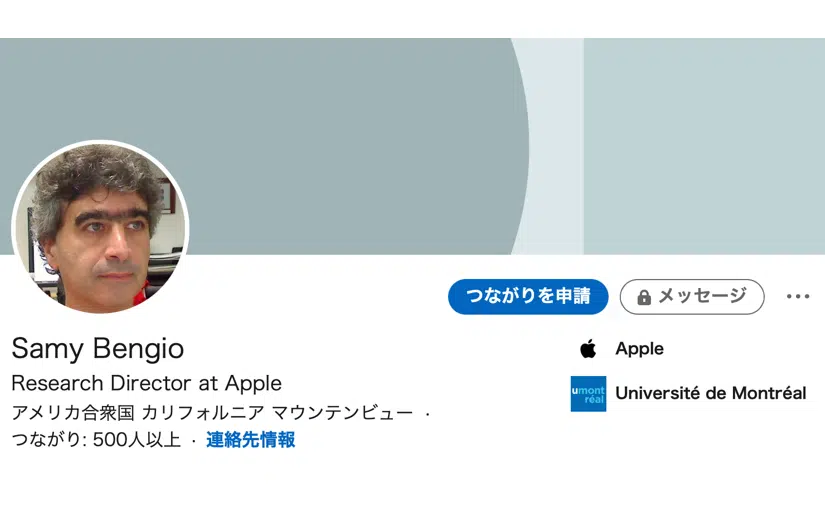 つながりを申請
メッセージ
Samy Bengio
Research Director at Apple
アメリカ合衆国 カリフォルニア マウンテンビュー ·
つながり: 500人以上 · 連絡先情報
Apple
umont
réal
Université de Montréal